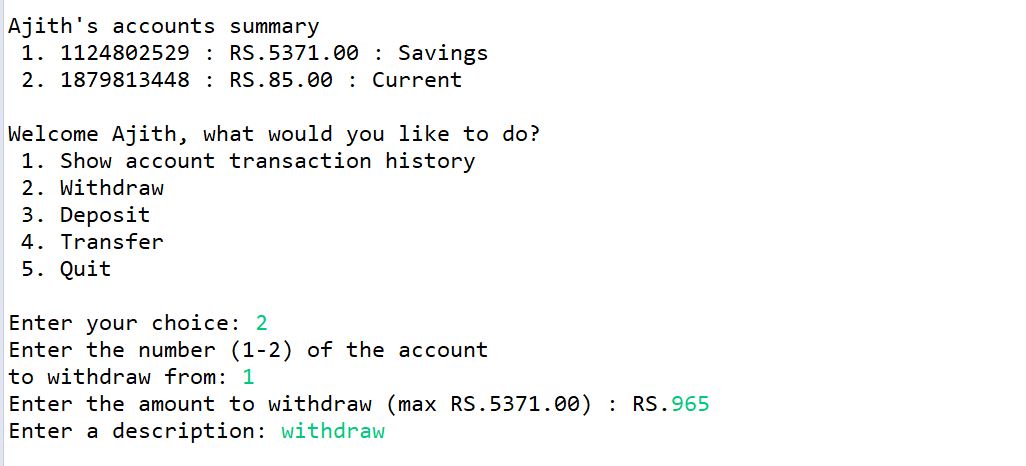 Ajith's accounts summary
1. 1124802529 : RS.5371.00 : Savings
2. 1879813448 : RS.85.00 : Current
Welcome Ajith, what would you like to do?
1. Show account transaction history
2. Withdraw
3. Deposit
4. Transfer
5. Quit
Enter your choice: 2
Enter the number (1-2) of the account
to withdraw from: 1
Enter the amount to withdraw (max RS.5371.00) : RS.965
Enter a description: withdraw